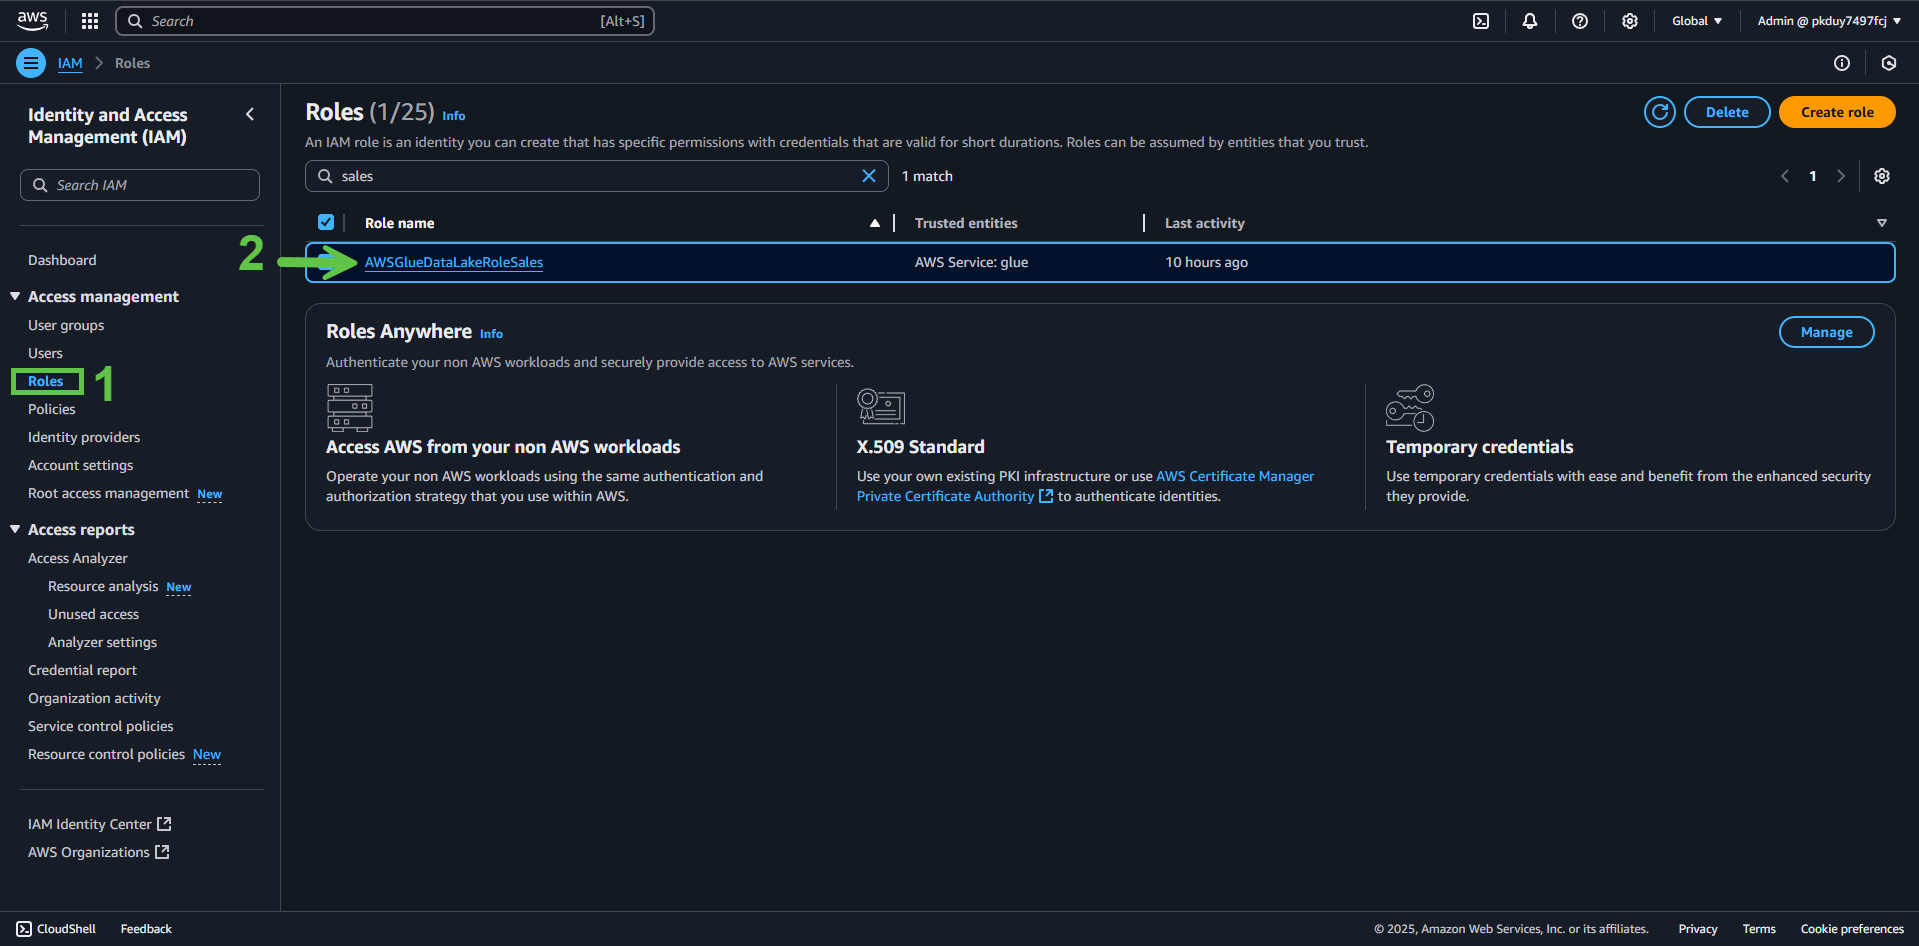 aws
Search [Alt+S]
Global
Admin @ pkduy7497fcj
IAM > Roles
Identity and Access
Management (IAM)
Search IAM
Dashboard
Access management
User groups
Users
Roles
1
Policies
Identity providers
Account settings
Root access management New
Access reports
Access Analyzer
Resource analysis New
Unused access
Analyzer settings
Credential report
Organization activity
Service control policies
Resource control policies New
IAM Identity Center
AWS Organizations
Roles (1/25) Info
Delete
Create role
An IAM role is an identity you can create that has specific permissions with credentials that are valid for short durations. Roles can be assumed by entities that you trust.
sales
1 match
1
Role name
Trusted entities
Last activity
2
AWSGlueDataLakeRoleSales
AWS Service: glue
10 hours ago
Roles Anywhere Info
Manage
Authenticate your non AWS workloads and securely provide access to AWS services.
Access AWS from your non AWS workloads
Operate your non AWS workloads using the same authentication and
authorization strategy that you use within AWS.
X.509 Standard
Use your own existing PKI infrastructure or use AWS Certificate Manager
Private Certificate Authority to authenticate identities.
Temporary credentials
Use temporary credentials with ease and benefit from the enhanced security
they provide.
CloudShell
Feedback
© 2025, Amazon Web Services, Inc. or its affiliates.
Privacy
Terms
Cookie preferences